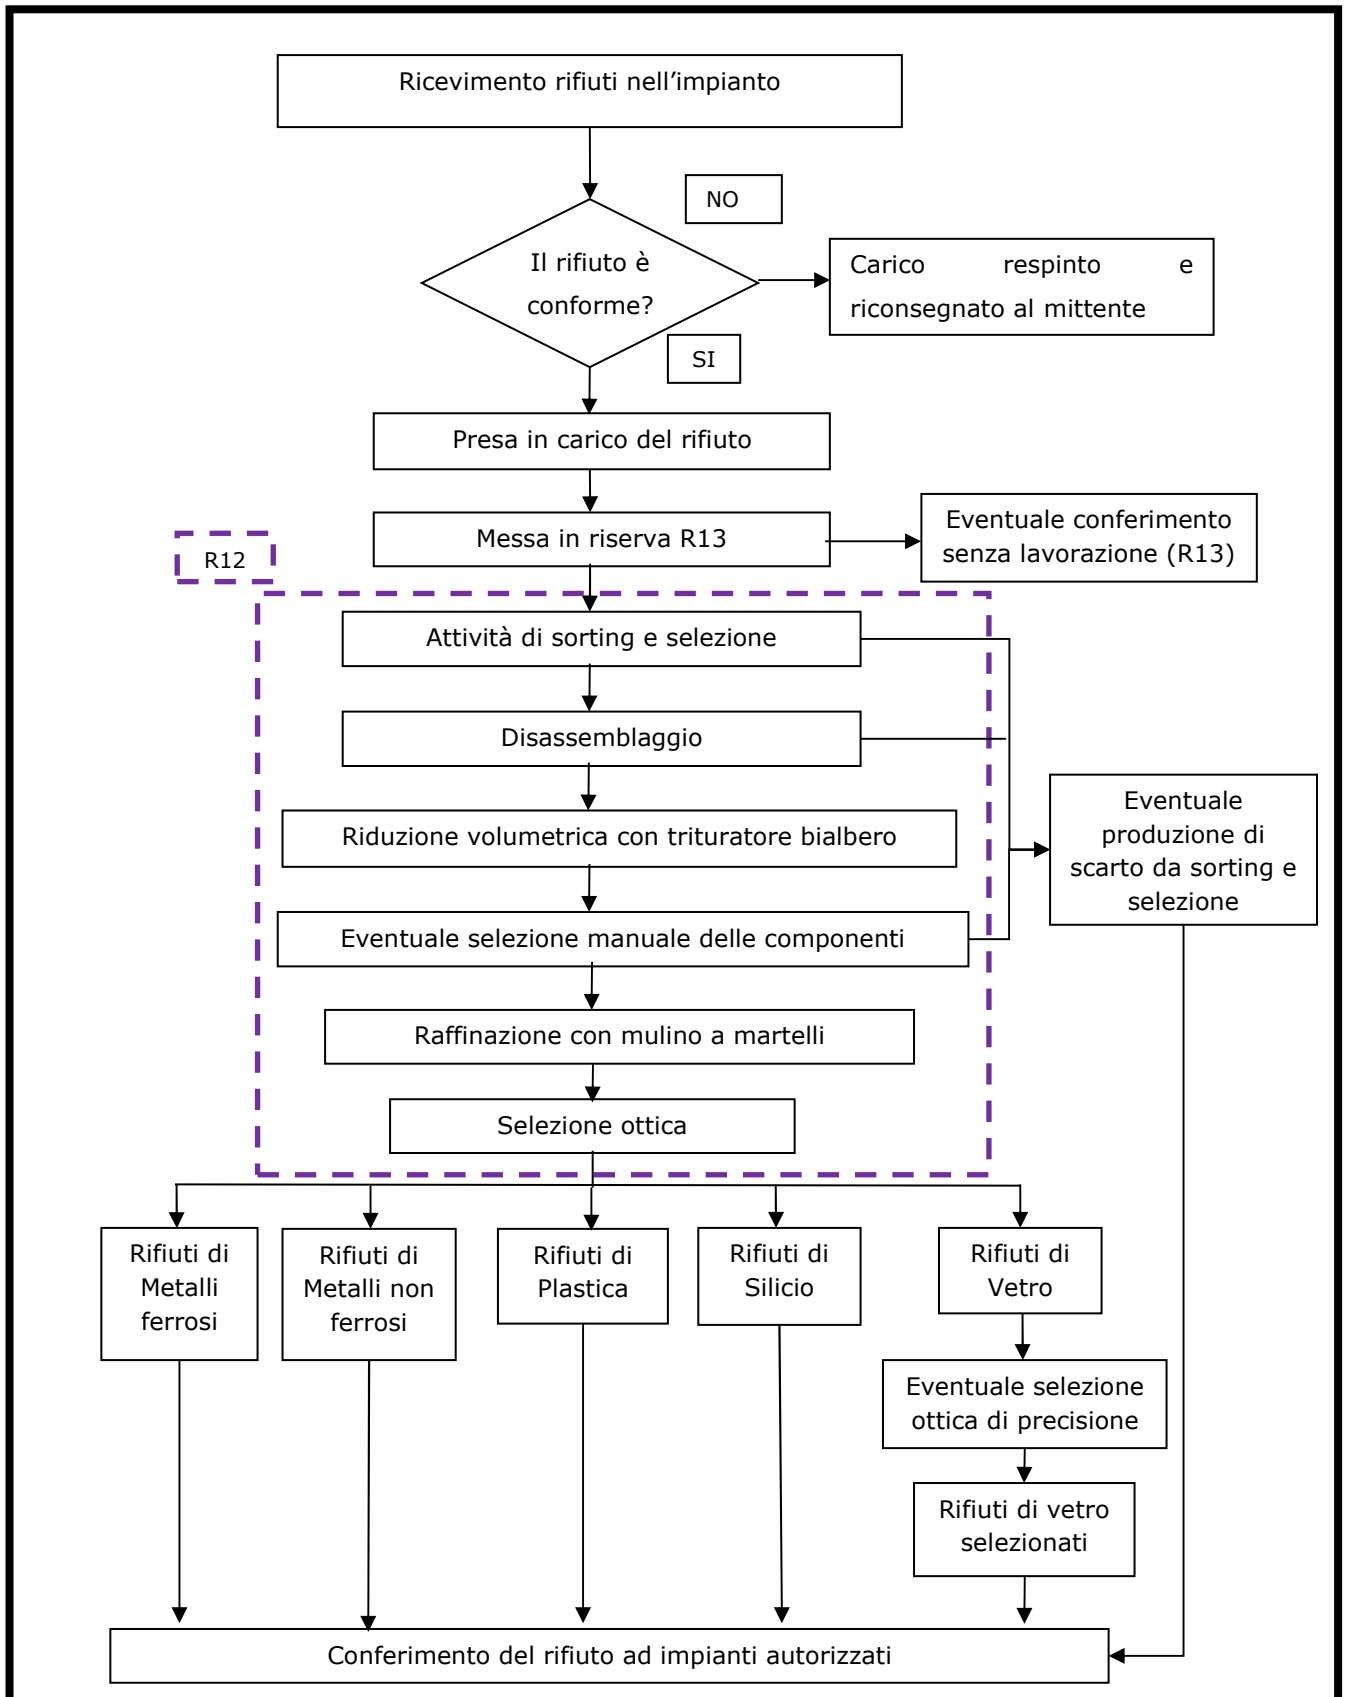 Ricevimento rifiuti nell'impianto
NO
Il rifiuto è
conforme?
Carico respinto e
riconsegnato al mittente
SI
Presa in carico del rifiuto
Messa in riserva R13
Eventuale conferimento
senza lavorazione (R13)
R12
Attività di sorting e selezione
Disassemblaggio
Riduzione volumetrica con trituratore bialbero
Eventuale
produzione di
scarto da sorting e
selezione
Eventuale selezione manuale delle componenti
Raffinazione con mulino a martelli
Selezione ottica
Rifiuti di
Metalli
ferrosi
Rifiuti di
Metalli non
ferrosi
Rifiuti di
Plastica
Rifiuti di
Silicio
Rifiuti di
Vetro
Eventuale selezione
ottica di precisione
Rifiuti di vetro
selezionati
Conferimento del rifiuto ad impianti autorizzati